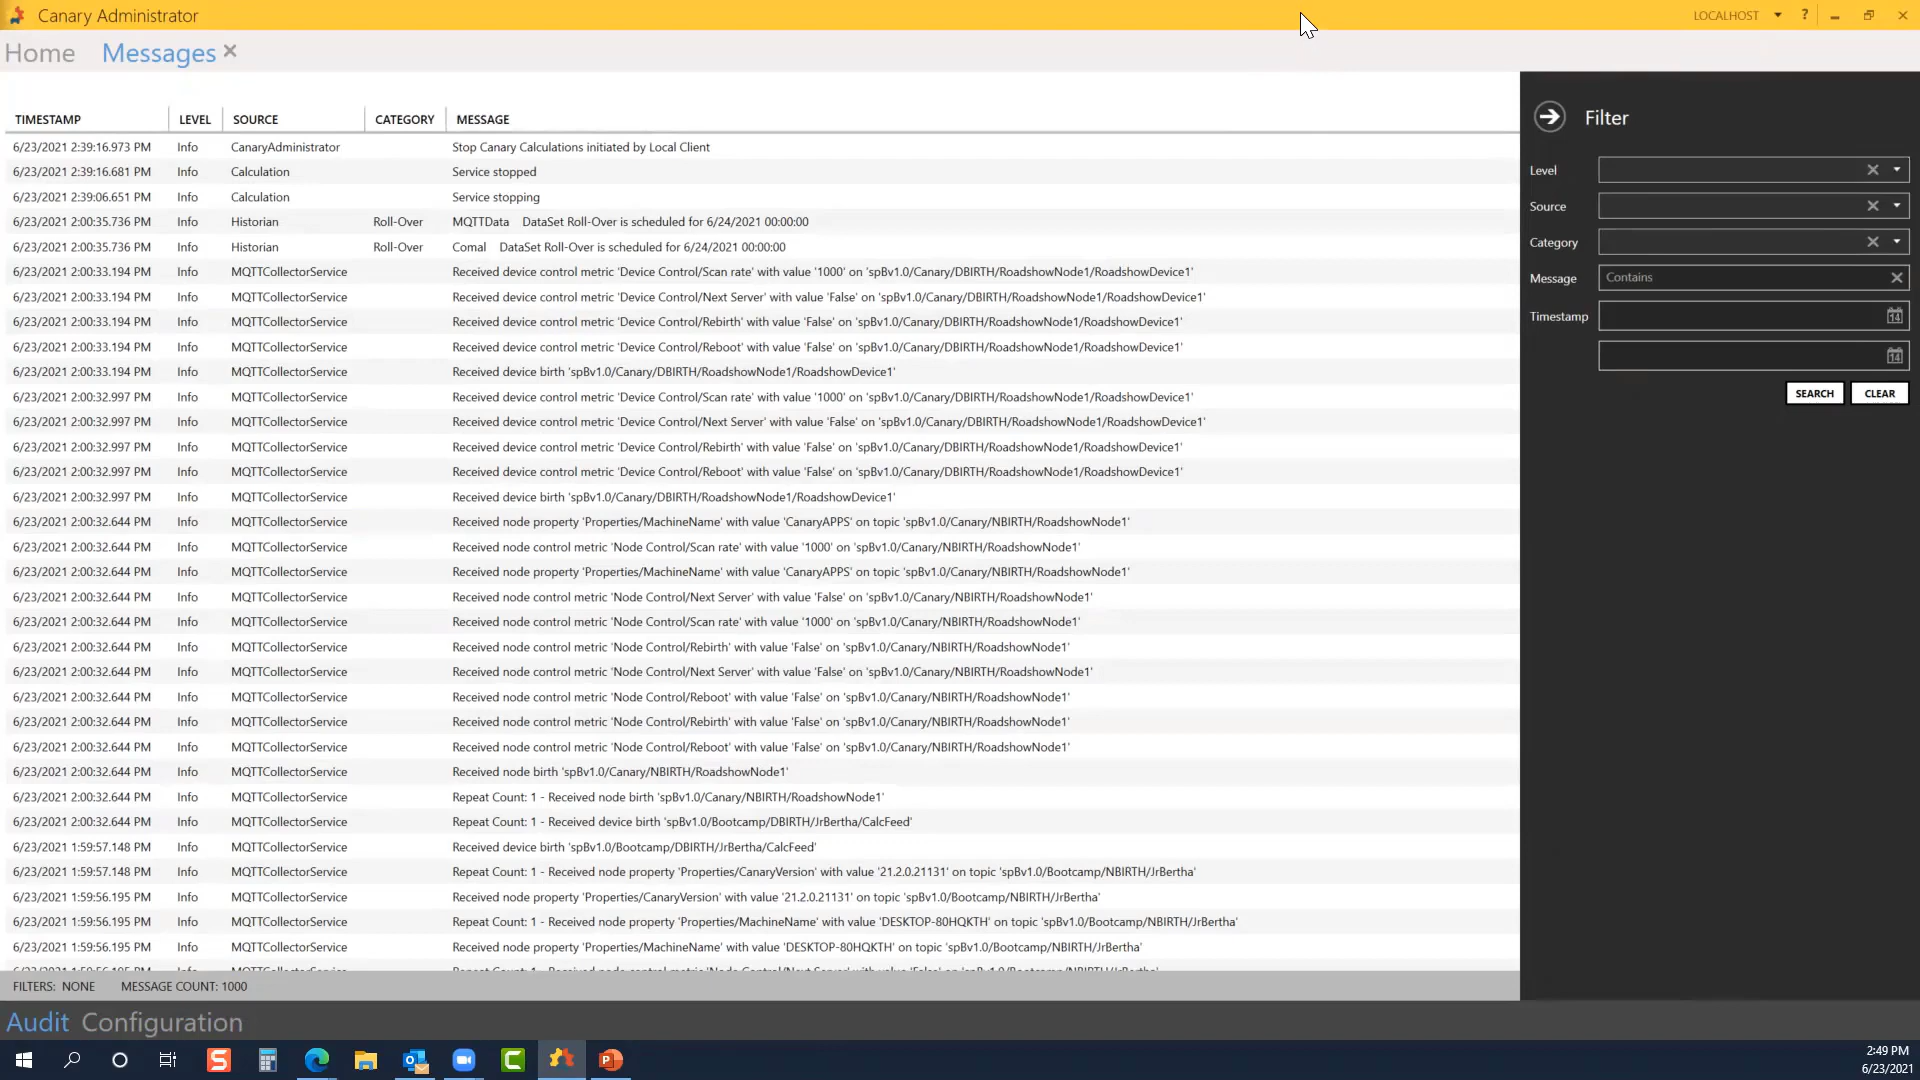 Canary Administrator
LOCALHOST ?
Home Messages
TIMESTAMP LEVEL SOURCE CATEGORY MESSAGE
6/23/2021 2:39:16.973 PM Info CanaryAdministrator Stop Canary Calculations initiated by Local Client
6/23/2021 2:39:16.681 PM Info Calculation Service stopped
6/23/2021 2:39:06.651 PM Info Calculation Service stopping
6/23/2021 2:00:35.736 PM Info Historian Roll-Over MQTTData DataSet Roll-Over is scheduled for 6/24/2021 00:00:00
6/23/2021 2:00:35.736 PM Info Historian Roll-Over Comal DataSet Roll-Over is scheduled for 6/24/2021 00:00:00
6/23/2021 2:00:33.194 PM Info MQTTCollectorService Received device control metric 'Device Control/Scan rate' with value '1000' on 'spBv1.0/Canary/DBIRTH/RoadshowNode1/RoadshowDevice1'
6/23/2021 2:00:33.194 PM Info MQTTCollectorService Received device control metric 'Device Control/Next Server' with value 'False' on 'spBv1.0/Canary/DBIRTH/RoadshowNode1/RoadshowDevice1'
6/23/2021 2:00:33.194 PM Info MQTTCollectorService Received device control metric 'Device Control/Rebirth' with value 'False' on 'spBv1.0/Canary/DBIRTH/RoadshowNode1/RoadshowDevice1'
6/23/2021 2:00:33.194 PM Info MQTTCollectorService Received device control metric 'Device Control/Reboot' with value 'False' on 'spBv1.0/Canary/DBIRTH/RoadshowNode1/RoadshowDevice1'
6/23/2021 2:00:33.194 PM Info MQTTCollectorService Received device birth 'spBv1.0/Canary/DBIRTH/RoadshowNode1/RoadshowDevice1'
6/23/2021 2:00:32.997 PM Info MQTTCollectorService Received device control metric 'Device Control/Scan rate' with value '1000' on 'spBv1.0/Canary/DBIRTH/RoadshowNode1/RoadshowDevice1'
6/23/2021 2:00:32.997 PM Info MQTTCollectorService Received device control metric 'Device Control/Next Server' with value 'False' on 'spBv1.0/Canary/DBIRTH/RoadshowNode1/RoadshowDevice1'
6/23/2021 2:00:32.997 PM Info MQTTCollectorService Received device control metric 'Device Control/Rebirth' with value 'False' on 'spBv1.0/Canary/DBIRTH/RoadshowNode1/RoadshowDevice1'
6/23/2021 2:00:32.997 PM Info MQTTCollectorService Received device control metric 'Device Control/Reboot' with value 'False' on 'spBv1.0/Canary/DBIRTH/RoadshowNode1/RoadshowDevice1'
6/23/2021 2:00:32.997 PM Info MQTTCollectorService Received device birth 'spBv1.0/Canary/DBIRTH/RoadshowNode1/RoadshowDevice1'
6/23/2021 2:00:32.644 PM Info MQTTCollectorService Received node property 'Properties/MachineName' with value 'CanaryAPPS' on topic 'spBv1.0/Canary/NBIRTH/RoadshowNode1'
6/23/2021 2:00:32.644 PM Info MQTTCollectorService Received node control metric 'Node Control/Scan rate' with value '1000' on 'spBv1.0/Canary/NBIRTH/RoadshowNode1'
6/23/2021 2:00:32.644 PM Info MQTTCollectorService Received node property 'Properties/MachineName' with value 'CanaryAPPS' on topic 'spBv1.0/Canary/NBIRTH/RoadshowNode1'
6/23/2021 2:00:32.644 PM Info MQTTCollectorService Received node control metric 'Node Control/Next Server' with value 'False' on 'spBv1.0/Canary/NBIRTH/RoadshowNode1'
6/23/2021 2:00:32.644 PM Info MQTTCollectorService Received node control metric 'Node Control/Scan rate' with value '1000' on 'spBv1.0/Canary/NBIRTH/RoadshowNode1'
6/23/2021 2:00:32.644 PM Info MQTTCollectorService Received node control metric 'Node Control/Rebirth' with value 'False' on 'spBv1.0/Canary/NBIRTH/RoadshowNode1'
6/23/2021 2:00:32.644 PM Info MQTTCollectorService Received node control metric 'Node Control/Next Server' with value 'False' on 'spBv1.0/Canary/NBIRTH/RoadshowNode1'
6/23/2021 2:00:32.644 PM Info MQTTCollectorService Received node control metric 'Node Control/Reboot' with value 'False' on 'spBv1.0/Canary/NBIRTH/RoadshowNode1'
6/23/2021 2:00:32.644 PM Info MQTTCollectorService Received node control metric 'Node Control/Rebirth' with value 'False' on 'spBv1.0/Canary/NBIRTH/RoadshowNode1'
6/23/2021 2:00:32.644 PM Info MQTTCollectorService Received node control metric 'Node Control/Reboot' with value 'False' on 'spBv1.0/Canary/NBIRTH/RoadshowNode1'
6/23/2021 2:00:32.644 PM Info MQTTCollectorService Received node birth 'spBv1.0/Canary/NBIRTH/RoadshowNode1'
6/23/2021 2:00:32.644 PM Info MQTTCollectorService Repeat Count: 1 - Received node birth 'spBv1.0/Canary/NBIRTH/RoadshowNode1'
6/23/2021 2:00:32.644 PM Info MQTTCollectorService Repeat Count: 1 - Received device birth 'spBv1.0/Bootcamp/DBIRTH/JrBertha/CalcFeed'
6/23/2021 1:59:57.148 PM Info MQTTCollectorService Received device birth 'spBv1.0/Bootcamp/DBIRTH/JrBertha/CalcFeed'
6/23/2021 1:59:57.148 PM Info MQTTCollectorService Repeat Count: 1 - Received node property 'Properties/CanaryVersion' with value '21.2.0.21131' on topic 'spBv1.0/Bootcamp/NBIRTH/JrBertha'
6/23/2021 1:59:56.195 PM Info MQTTCollectorService Received node property 'Properties/CanaryVersion' with value '21.2.0.21131' on topic 'spBv1.0/Bootcamp/NBIRTH/JrBertha'
6/23/2021 1:59:56.195 PM Info MQTTCollectorService Repeat Count: 1 - Received node property 'Properties/MachineName' with value 'DESKTOP-80HQKTH' on topic 'spBv1.0/Bootcamp/NBIRTH/JrBertha'
6/23/2021 1:59:56.195 PM Info MQTTCollectorService Received node property 'Properties/MachineName' with value 'DESKTOP-80HQKTH' on topic 'spBv1.0/Bootcamp/NBIRTH/JrBertha'
FILTERS: NONE MESSAGE COUNT: 1000
Filter
Level
Source
Category
Message Contains
Timestamp 14
14
SEARCH CLEAR
Audit Configuration
2:49 PM
6/23/2021